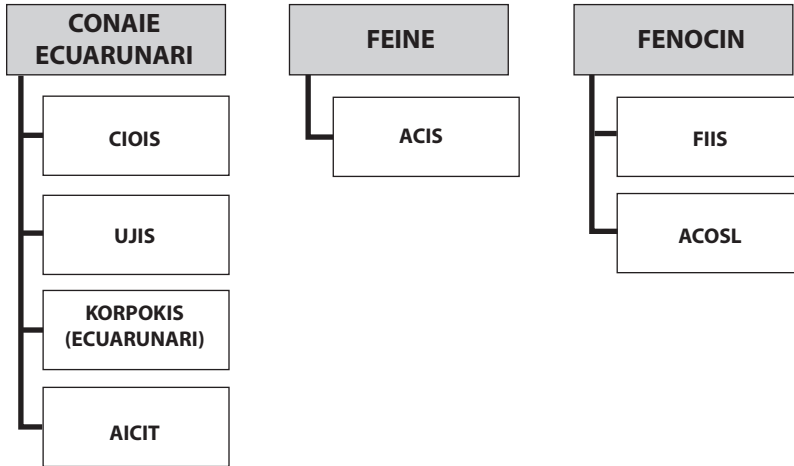 CONAIE
ECUARUNARI
CIOIS
UJIS
KORPOKIS
(ECUARUNARI)
AICIT
FEINE
ACIS
FENOCIN
FIIS
ACOSL